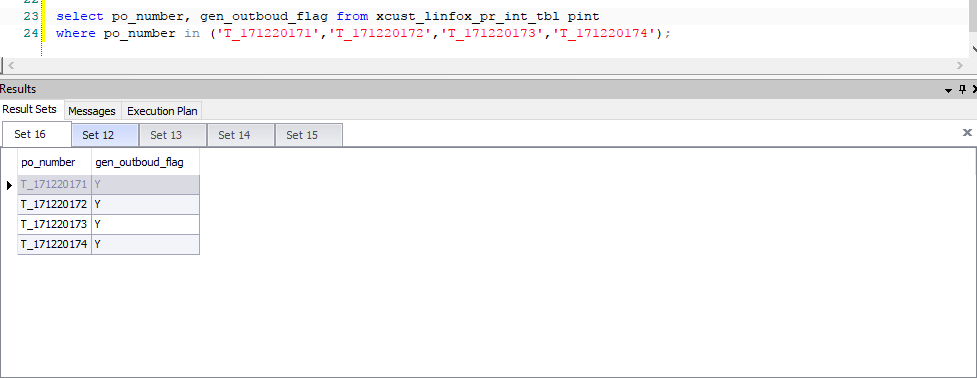 22
23 select po_number, gen_outboud_flag from xcust_linfox_pr_int_tbl pint
24 where po_number in ('T_171220171','T_171220172','T_171220173','T_171220174');
Results
Result Sets Messages Execution Plan
Set 16 Set 12 Set 13 Set 14 Set 15
po_number gen_outboud_flag
T_171220171 Y
T_171220172 Y
T_171220173 Y
T_171220174 Y